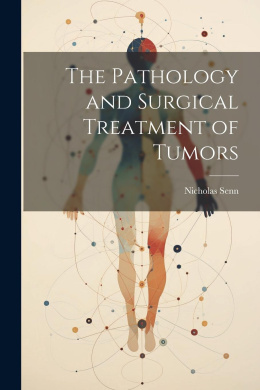 The Pathology
and Surgical
Treatment of
Tumors
Nicholas Senn